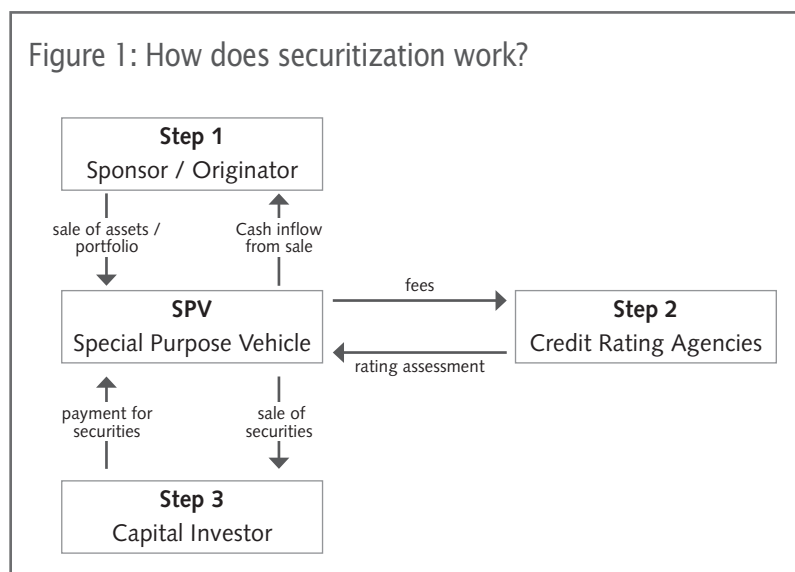 Figure 1: How does securitization work?
Step 1
Sponsor / Originator
sale of assets /
portfolio
Cash inflow
from sale
fees
SPV
Special Purpose Vehicle
Step 2
Credit Rating Agencies
rating assessment
payment for
securities
sale of
securities
Step 3
Capital Investor